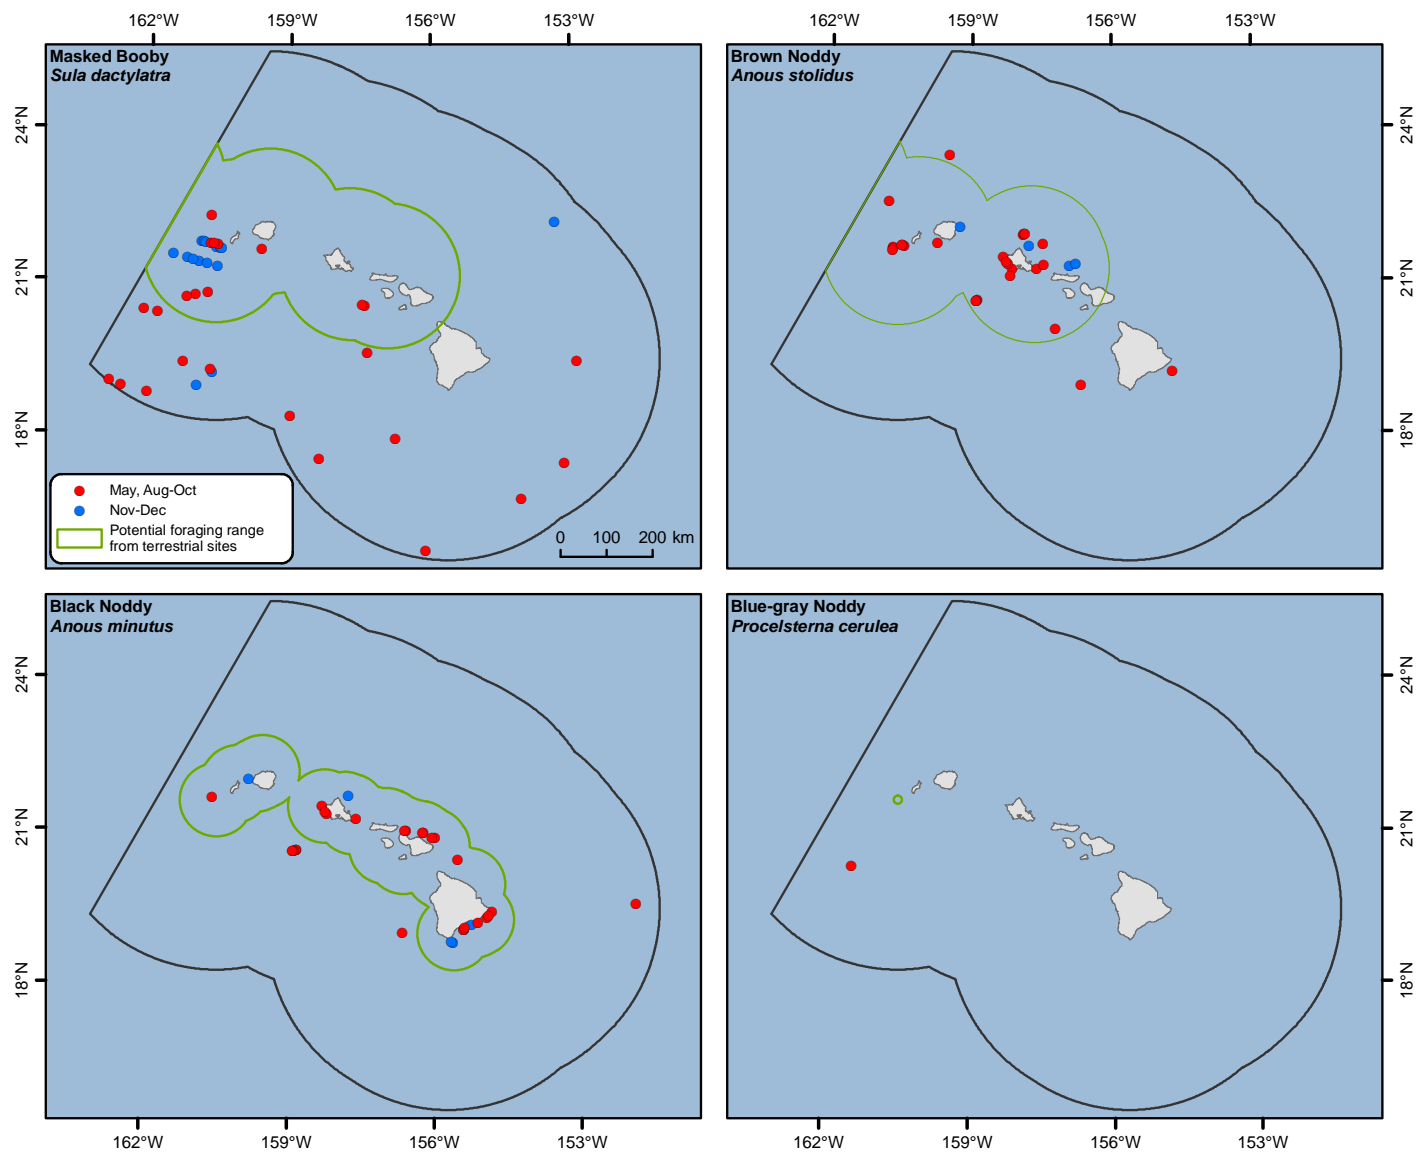 162°W 159°W 156°W 153°W
162°W 159°W 156°W 153°W
Masked Booby
Sula dactylatra
24°N
21°N
18°N
May, Aug-Oct
Nov-Dec
Potential foraging range
from terrestrial sites
0 100 200 km
Brown Noddy
Anous stolidus
24°N
21°N
18°N
Black Noddy
Anous minutus
24°N
21°N
18°N
Blue-gray Noddy
Procelsterna cerulea
24°N
21°N
18°N
162°W 159°W 156°W 153°W
162°W 159°W 156°W 153°W